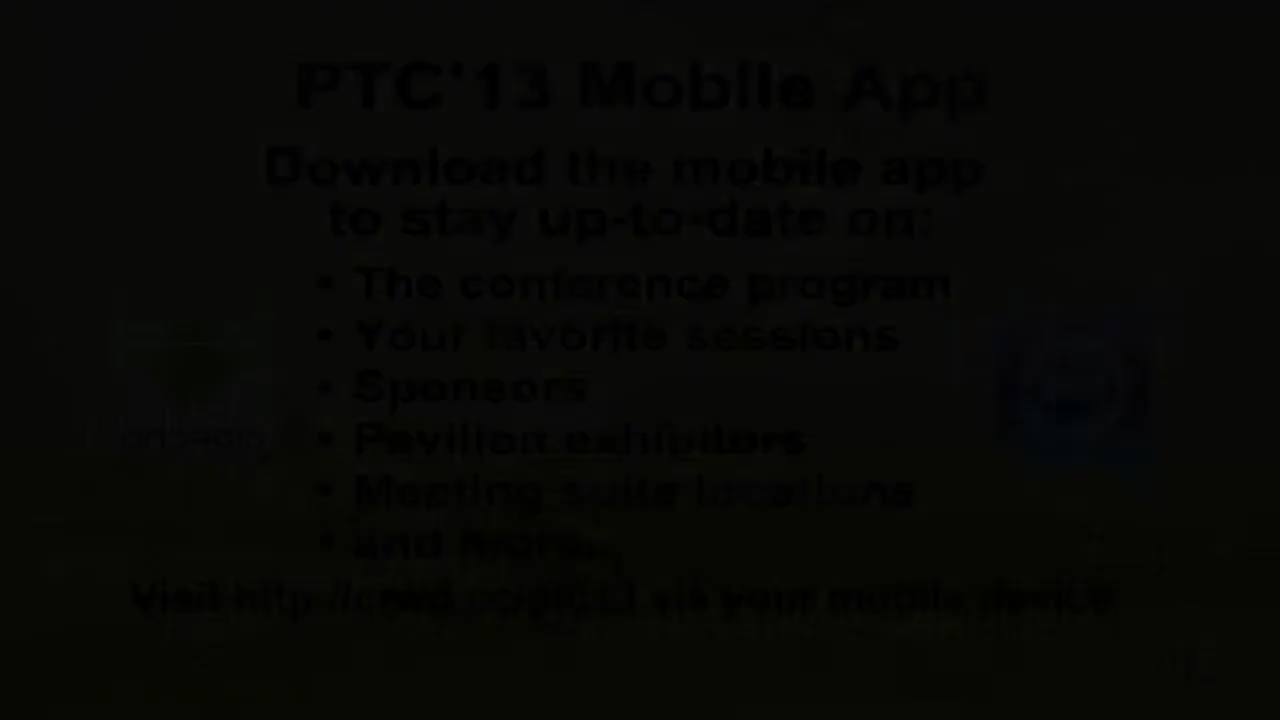 PTC'13 Mobile App
Download the mobile app
to stay up-to-date on:
• The conference program
• Your favorite sessions
• Sponsors
• Pavilion exhibitors
• Meeting suite locations
• and more...
Visit via your mobile device